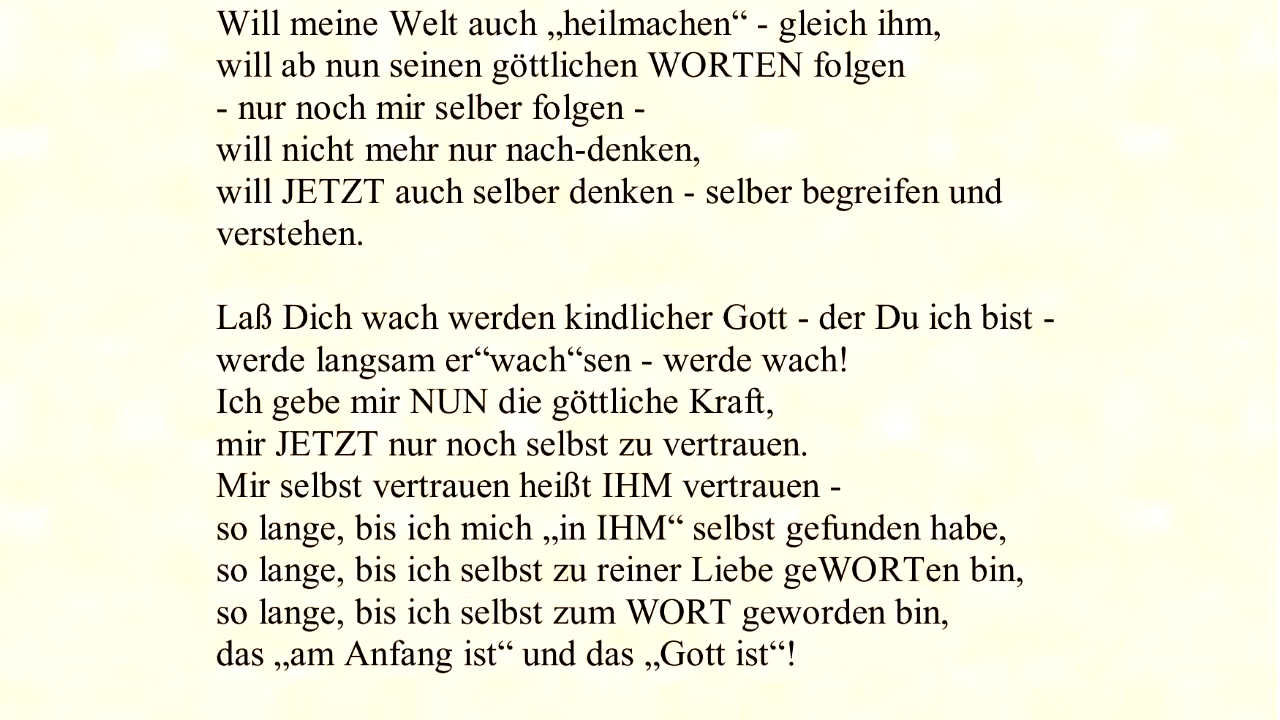 Will meine Welt auch „heilmachen“ - gleich ihm,
will ab nun seinen göttlichen WORTEN folgen
- nur noch mir selber folgen -
will nicht mehr nur nach-denken,
will JETZT auch selber denken - selber begreifen und
verstehen.
Laß Dich wach werden kindlicher Gott - der Du ich bist -
werde langsam er“wach“sen - werde wach!
Ich gebe mir NUN die göttliche Kraft,
mir JETZT nur noch selbst zu vertrauen.
Mir selbst vertrauen heißt IHM vertrauen -
so lange, bis ich mich „in IHM“ selbst gefunden habe,
so lange, bis ich selbst zu reiner Liebe geWORTen bin,
so lange, bis ich selbst zum WORT geworden bin,
das „am Anfang ist“ und das „Gott ist“!